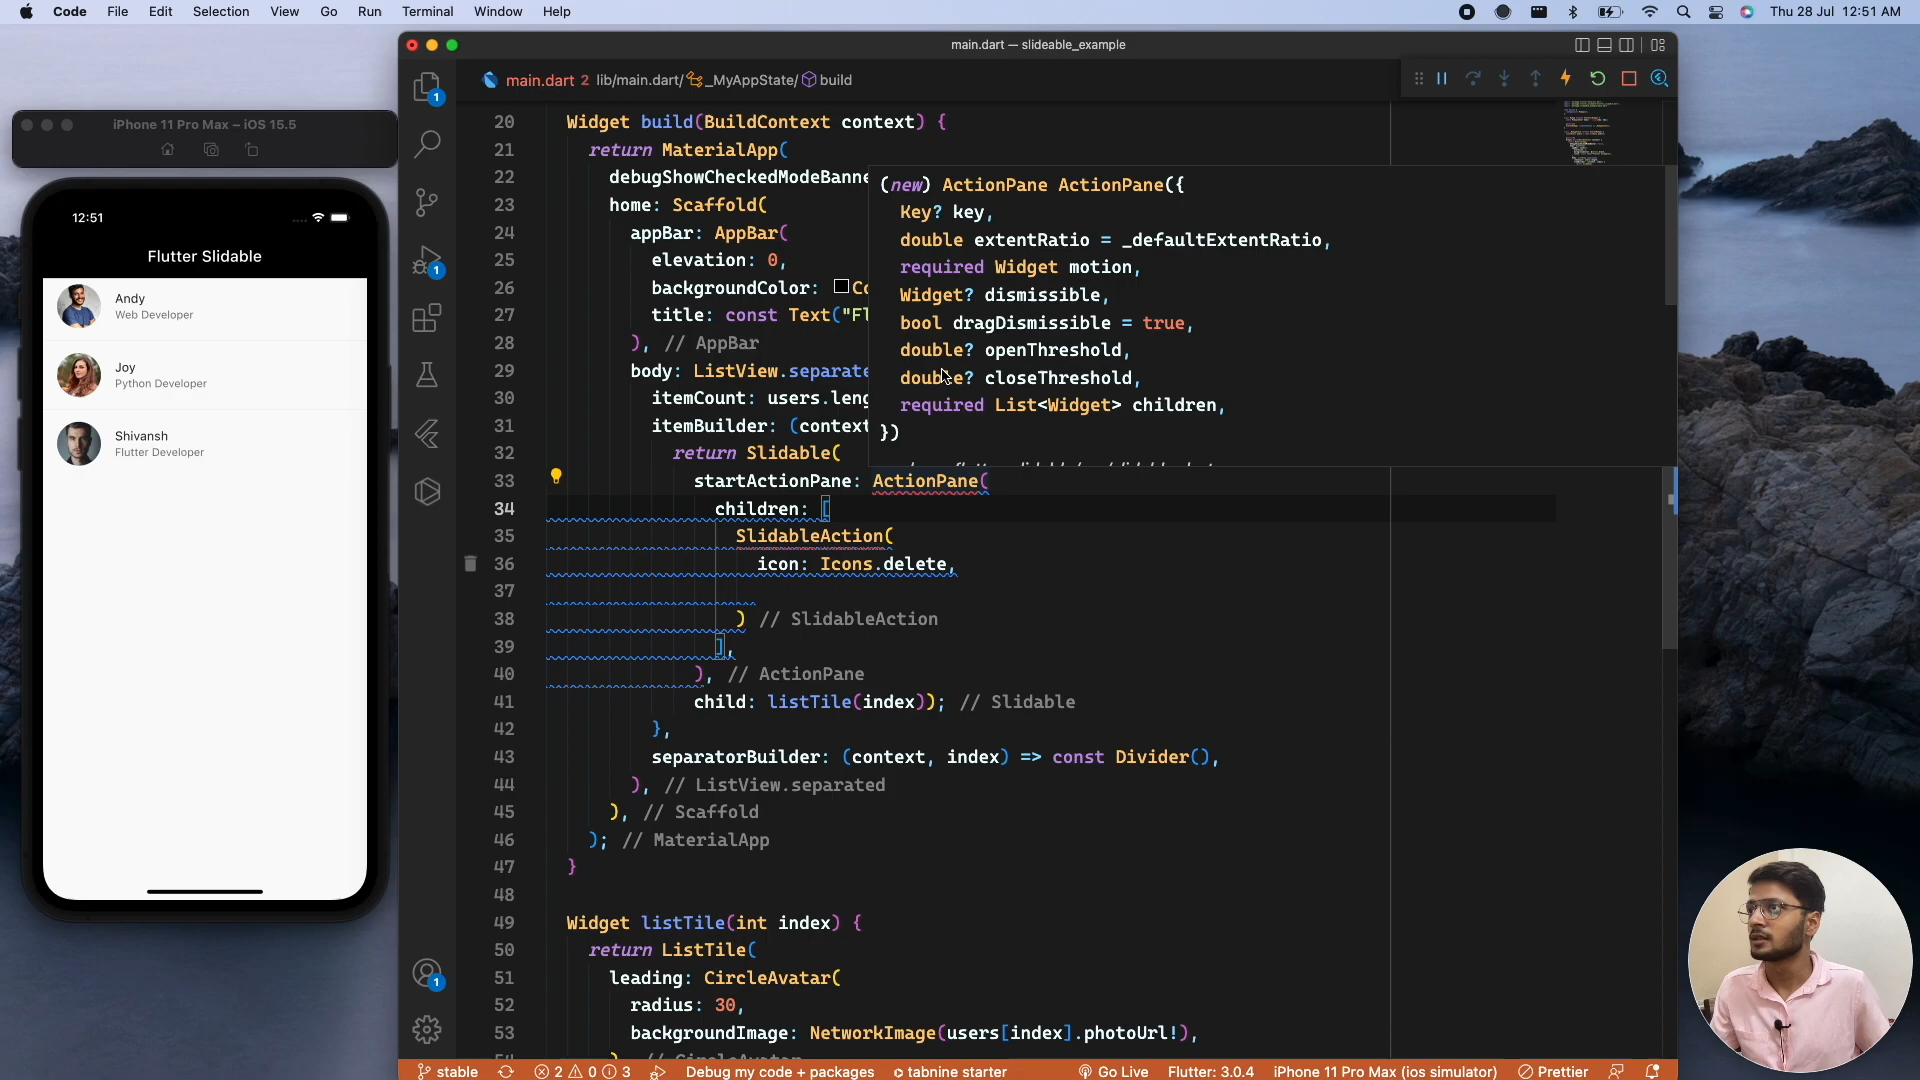 Code File Edit Selection View Go Run Terminal Window Help Thu 28 Jul 12:51 AM
main.dart — slideable_example
iPhone 11 Pro Max – iOS 15.5
12:51
Flutter Slidable
Andy
Web Developer
Joy
Python Developer
Shivansh
Flutter Developer
1
1
1
main.dart 2 lib/main.dart/ _MyAppState/ build
20 Widget build(BuildContext context) {
21 return MaterialApp(
22 debugShowCheckedModeBanne
23 home: Scaffold(
24 appBar: AppBar(
25 elevation: 0,
26 backgroundColor: Co
27 title: const Text("Fl
28 ), // AppBar
29 body: ListView.separate
30 itemCount: users.leng
31 itemBuilder: (context
32 return Slidable(
33 startActionPane: ActionPane(
34 children: [
35 SlidableAction(
36 icon: Icons.delete,
37
38 ) // SlidableAction
39 ],
40 ), // ActionPane
41 child: listTile(index)); // Slidable
42 },
43 separatorBuilder: (context, index) => const Divider(),
44 ), // ListView.separated
45 ), // Scaffold
46 ); // MaterialApp
47 }
48
49 Widget listTile(int index) {
50 return ListTile(
51 leading: CircleAvatar(
52 radius: 30,
53 backgroundImage: NetworkImage(users[index].photoUrl!),
(new) ActionPane ActionPane({
Key? key,
double extentRatio = _defaultExtentRatio,
required Widget motion,
Widget? dismissible,
bool dragDismissible = true,
double? openThreshold,
double? closeThreshold,
required List<Widget> children,
})
stable 2 0 3 Debug my code + packages tabnine starter Go Live Flutter: 3.0.4 iPhone 11 Pro Max (ios simulator) Prettier